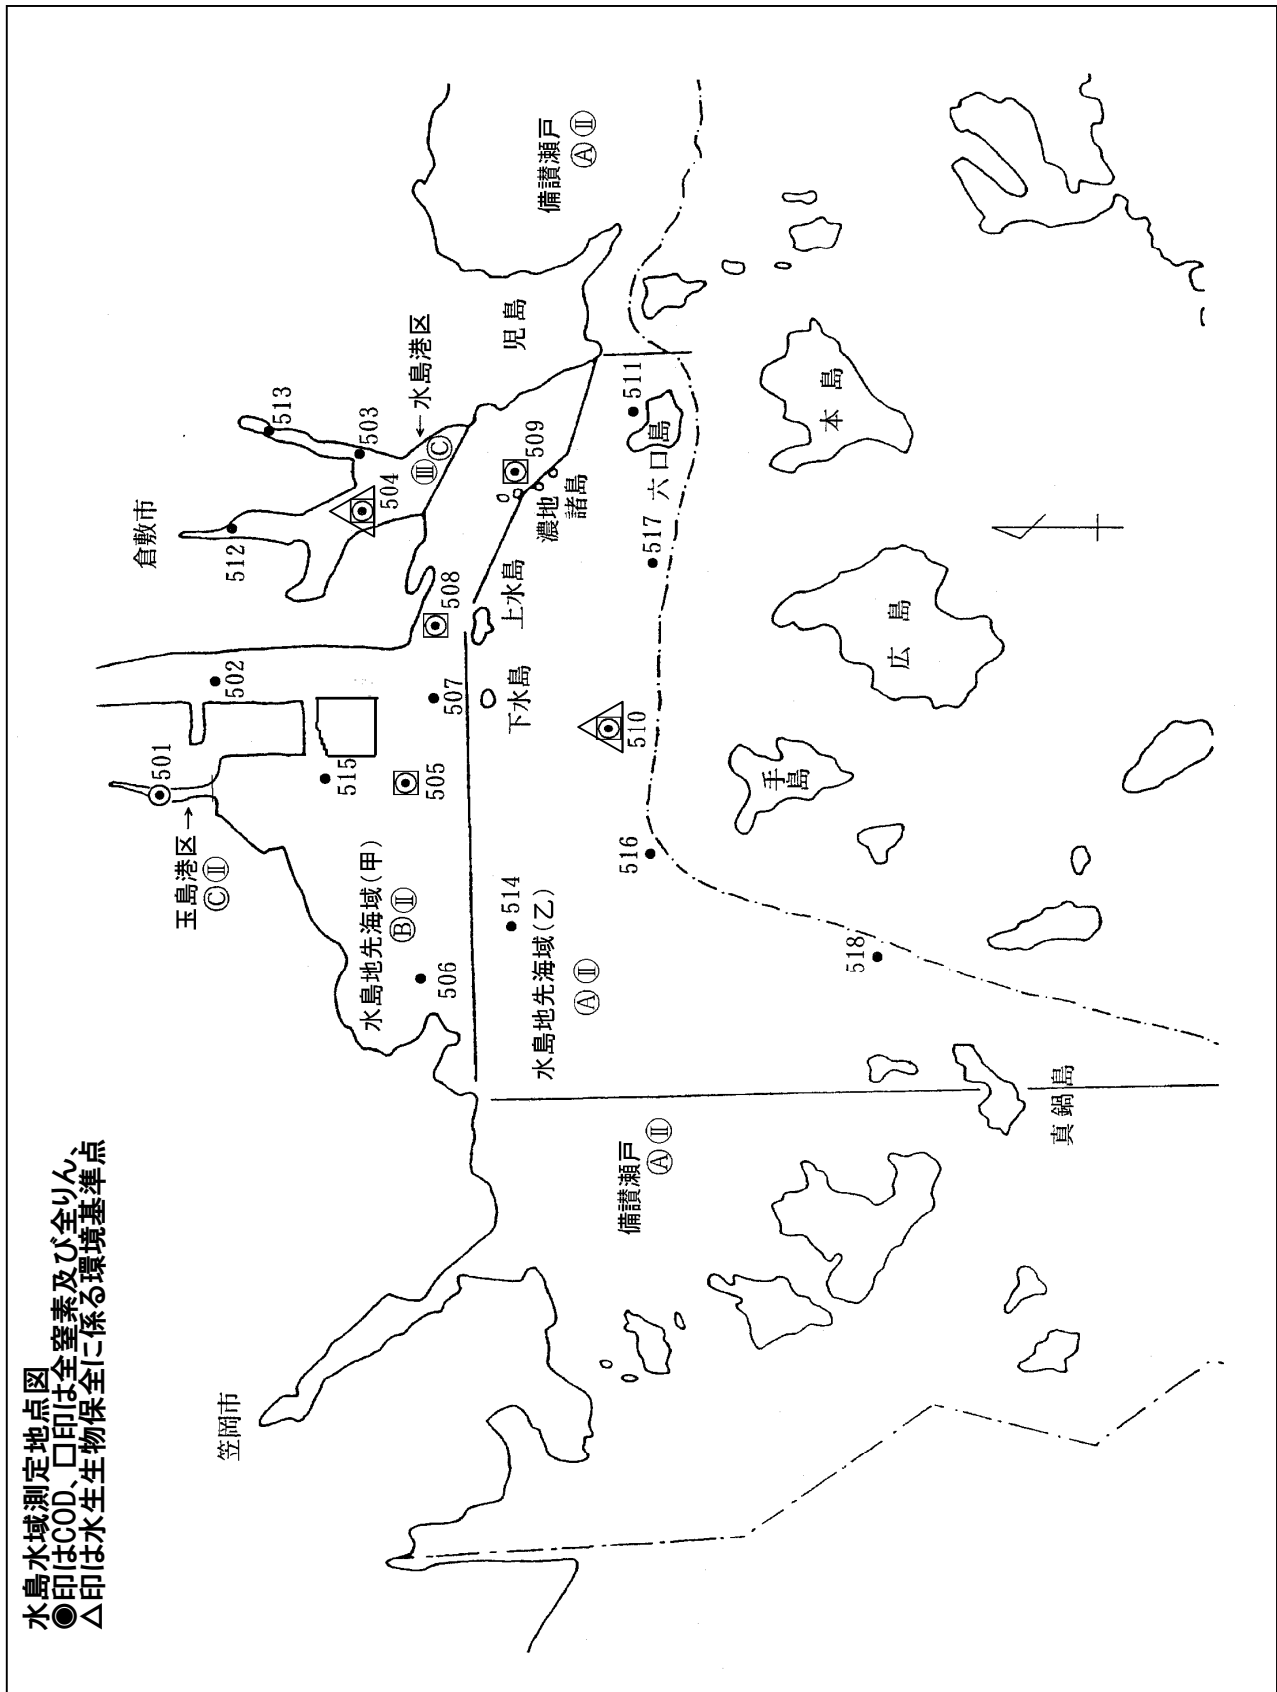 水島水域測定地点図
◉印はCOD、□印は全窒素及び全りん、
△印は水生生物保全に係る環境基準点
笠岡市
倉敷市
玉島港区→
Ⓒ Ⅱ
501
502
512
513
503
504
←水島港区
Ⅲ Ⓒ
児島
備讃瀬戸
Ⓐ Ⅱ
水島地先海域(甲)
Ⓑ Ⅱ
515
505
506
507
508
509
上水島
下水島
濃地
諸島
511
六口島
514
水島地先海域(乙)
Ⓐ Ⅱ
510
516
517
518
備讃瀬戸
Ⓐ Ⅱ
本島
広島
手島
真鍋島